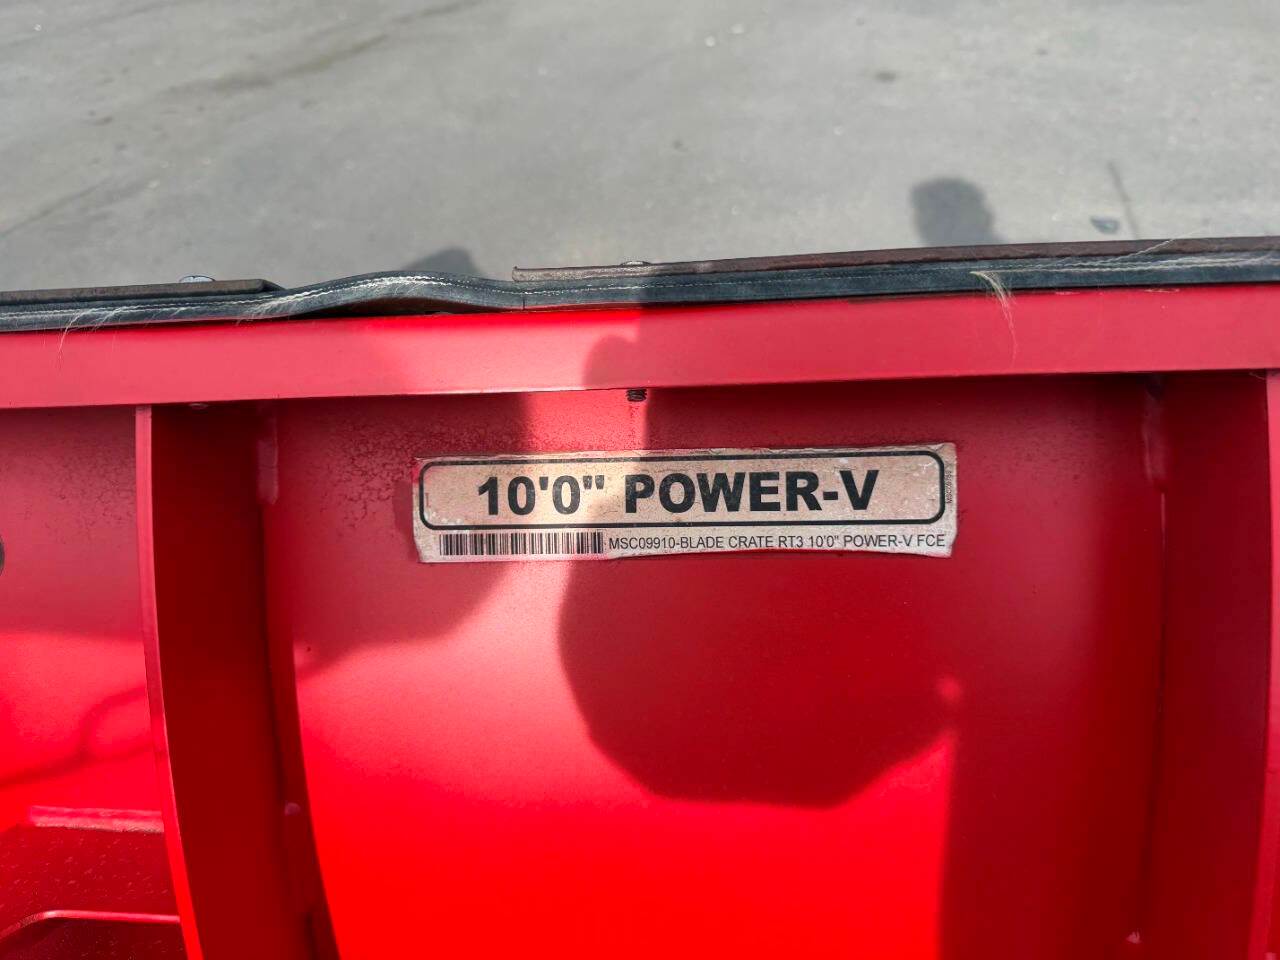 10'0" POWER-V
MSC09910-BLADE CRATE RT3 10'0" POWER-V FCE